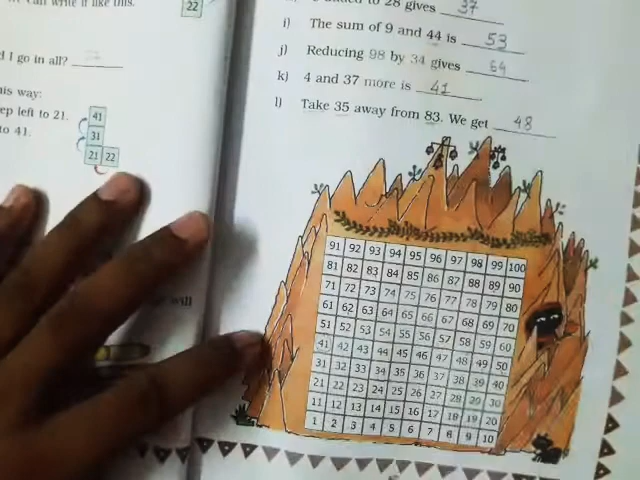 can write it like this.
22
d I go in all?
his way:
ep left to 21.
to 41.
41
31
21 22
will
added to 28 gives 37
i) The sum of 9 and 44 is 53
j) Reducing 98 by 34 gives 64
k) 4 and 37 more is 41
l) Take 35 away from 83. We get 48
91 92 93 94 95 96 97 98 99 100
81 82 83 84 85 86 87 88 89 90
71 72 73 74 75 76 77 78 79 80
61 62 63 64 65 66 67 68 69 70
51 52 53 54 55 56 57 58 59 60
41 42 43 44 45 46 47 48 49 50
31 32 33 34 35 36 37 38 39 40
21 22 23 24 25 26 27 28 29 30
11 12 13 14 15 16 17 18 19 20
1 2 3 4 5 6 7 8 9 10